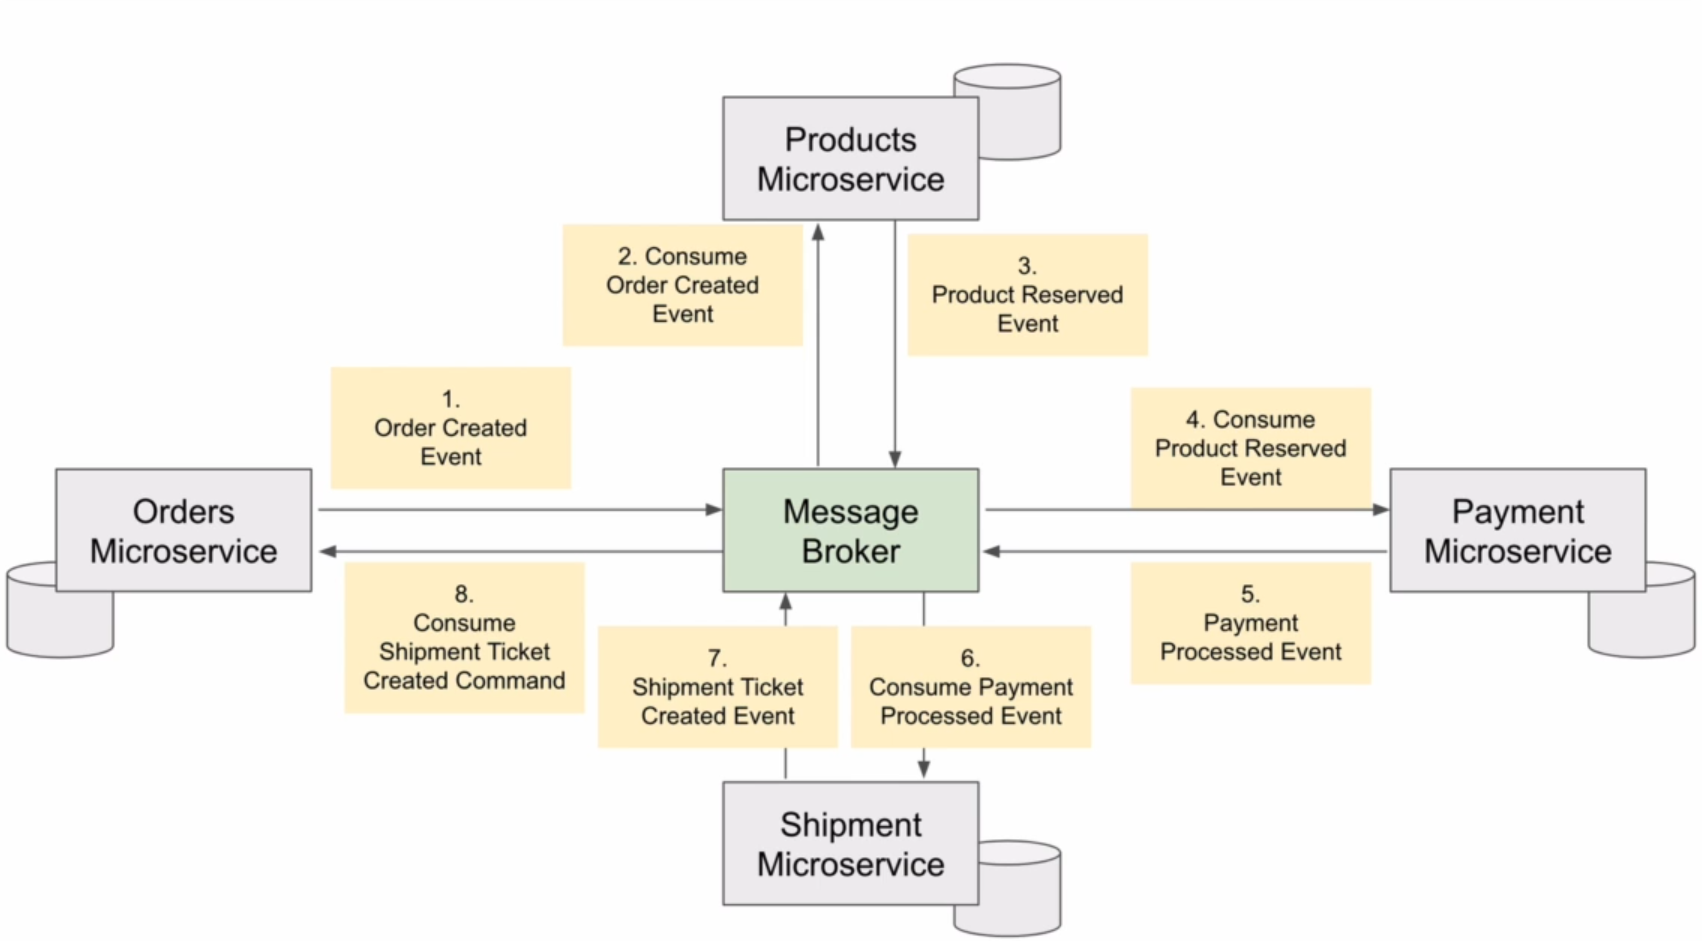 Products
Microservice
2. Consume
Order Created
Event
3.
Product Reserved
Event
1.
Order Created
Event
4. Consume
Product Reserved
Event
Orders
Microservice
Message
Broker
Payment
Microservice
8.
Consume
Shipment Ticket
Created Command
7.
Shipment Ticket
Created Event
6.
Consume Payment
Processed Event
5.
Payment
Processed Event
Shipment
Microservice